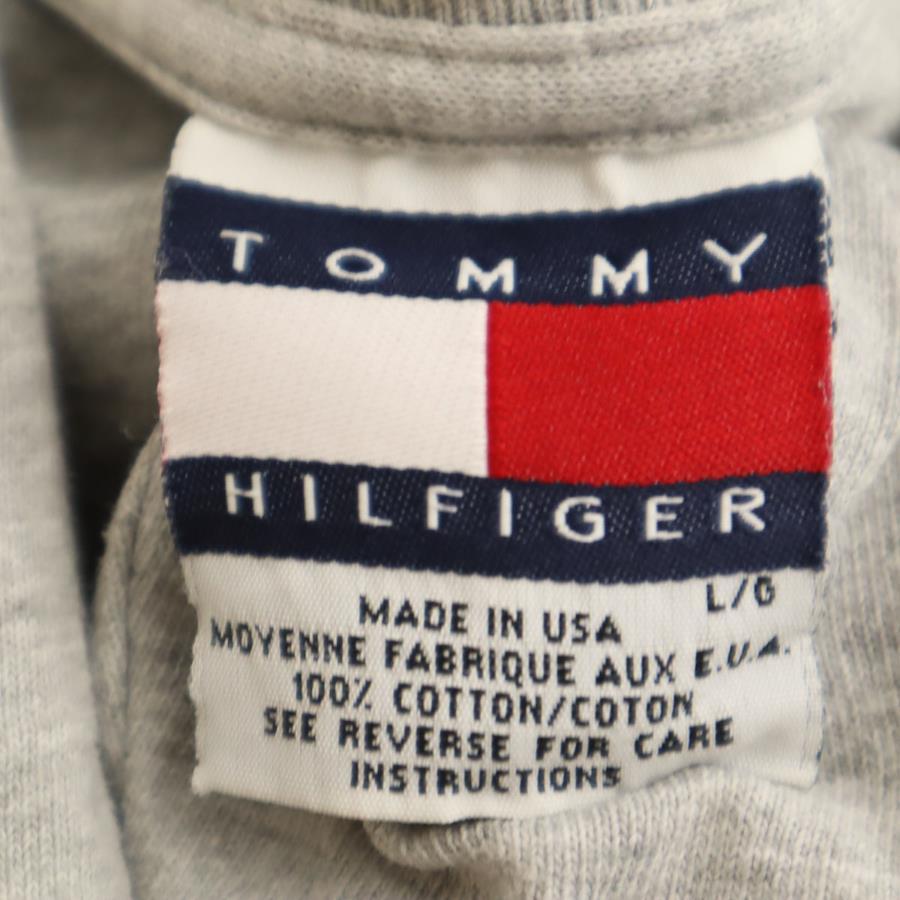 TOMMY
HILFIGER
L/G
MADE IN USA
MOYENNE FABRIQUE AUX E.U.A.
100% COTTON/COTON
SEE REVERSE FOR CARE
INSTRUCTIONS